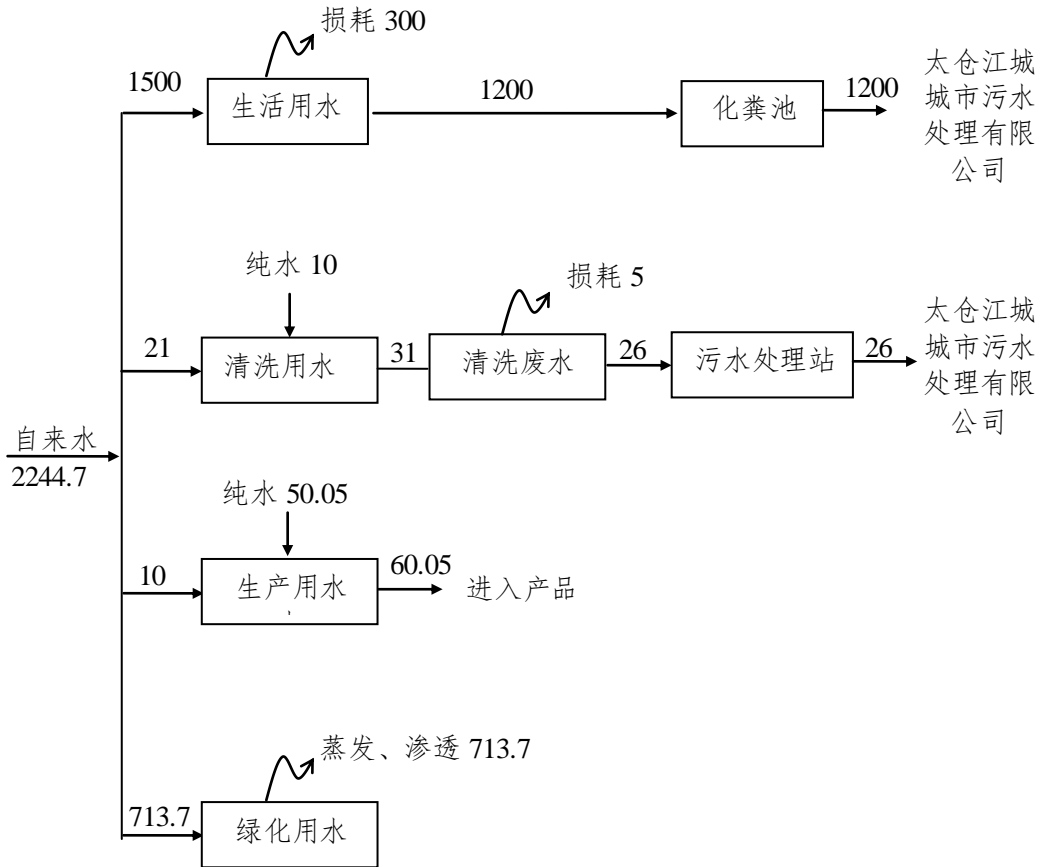 损耗 300
1500
生活用水
1200
化粪池
1200
太仓江城
城市污水
处理有限
公司
纯水 10
损耗 5
21
清洗用水
31
清洗废水
26
污水处理站
26
太仓江城
城市污水
处理有限
公司
自来水
2244.7
纯水 50.05
10
生产用水
60.05
进入产品
蒸发、渗透 713.7
713.7
绿化用水